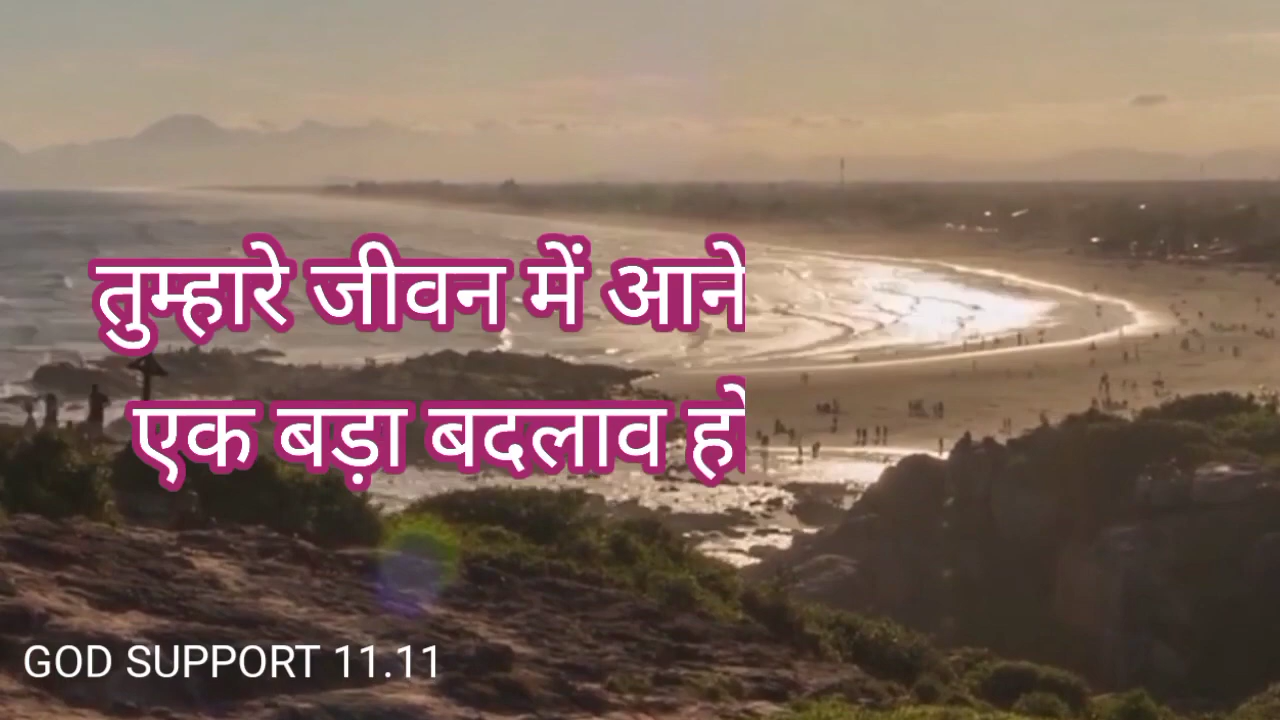 तुम्हारे जीवन में आने
एक बड़ा बदलाव हो
GOD SUPPORT 11.11